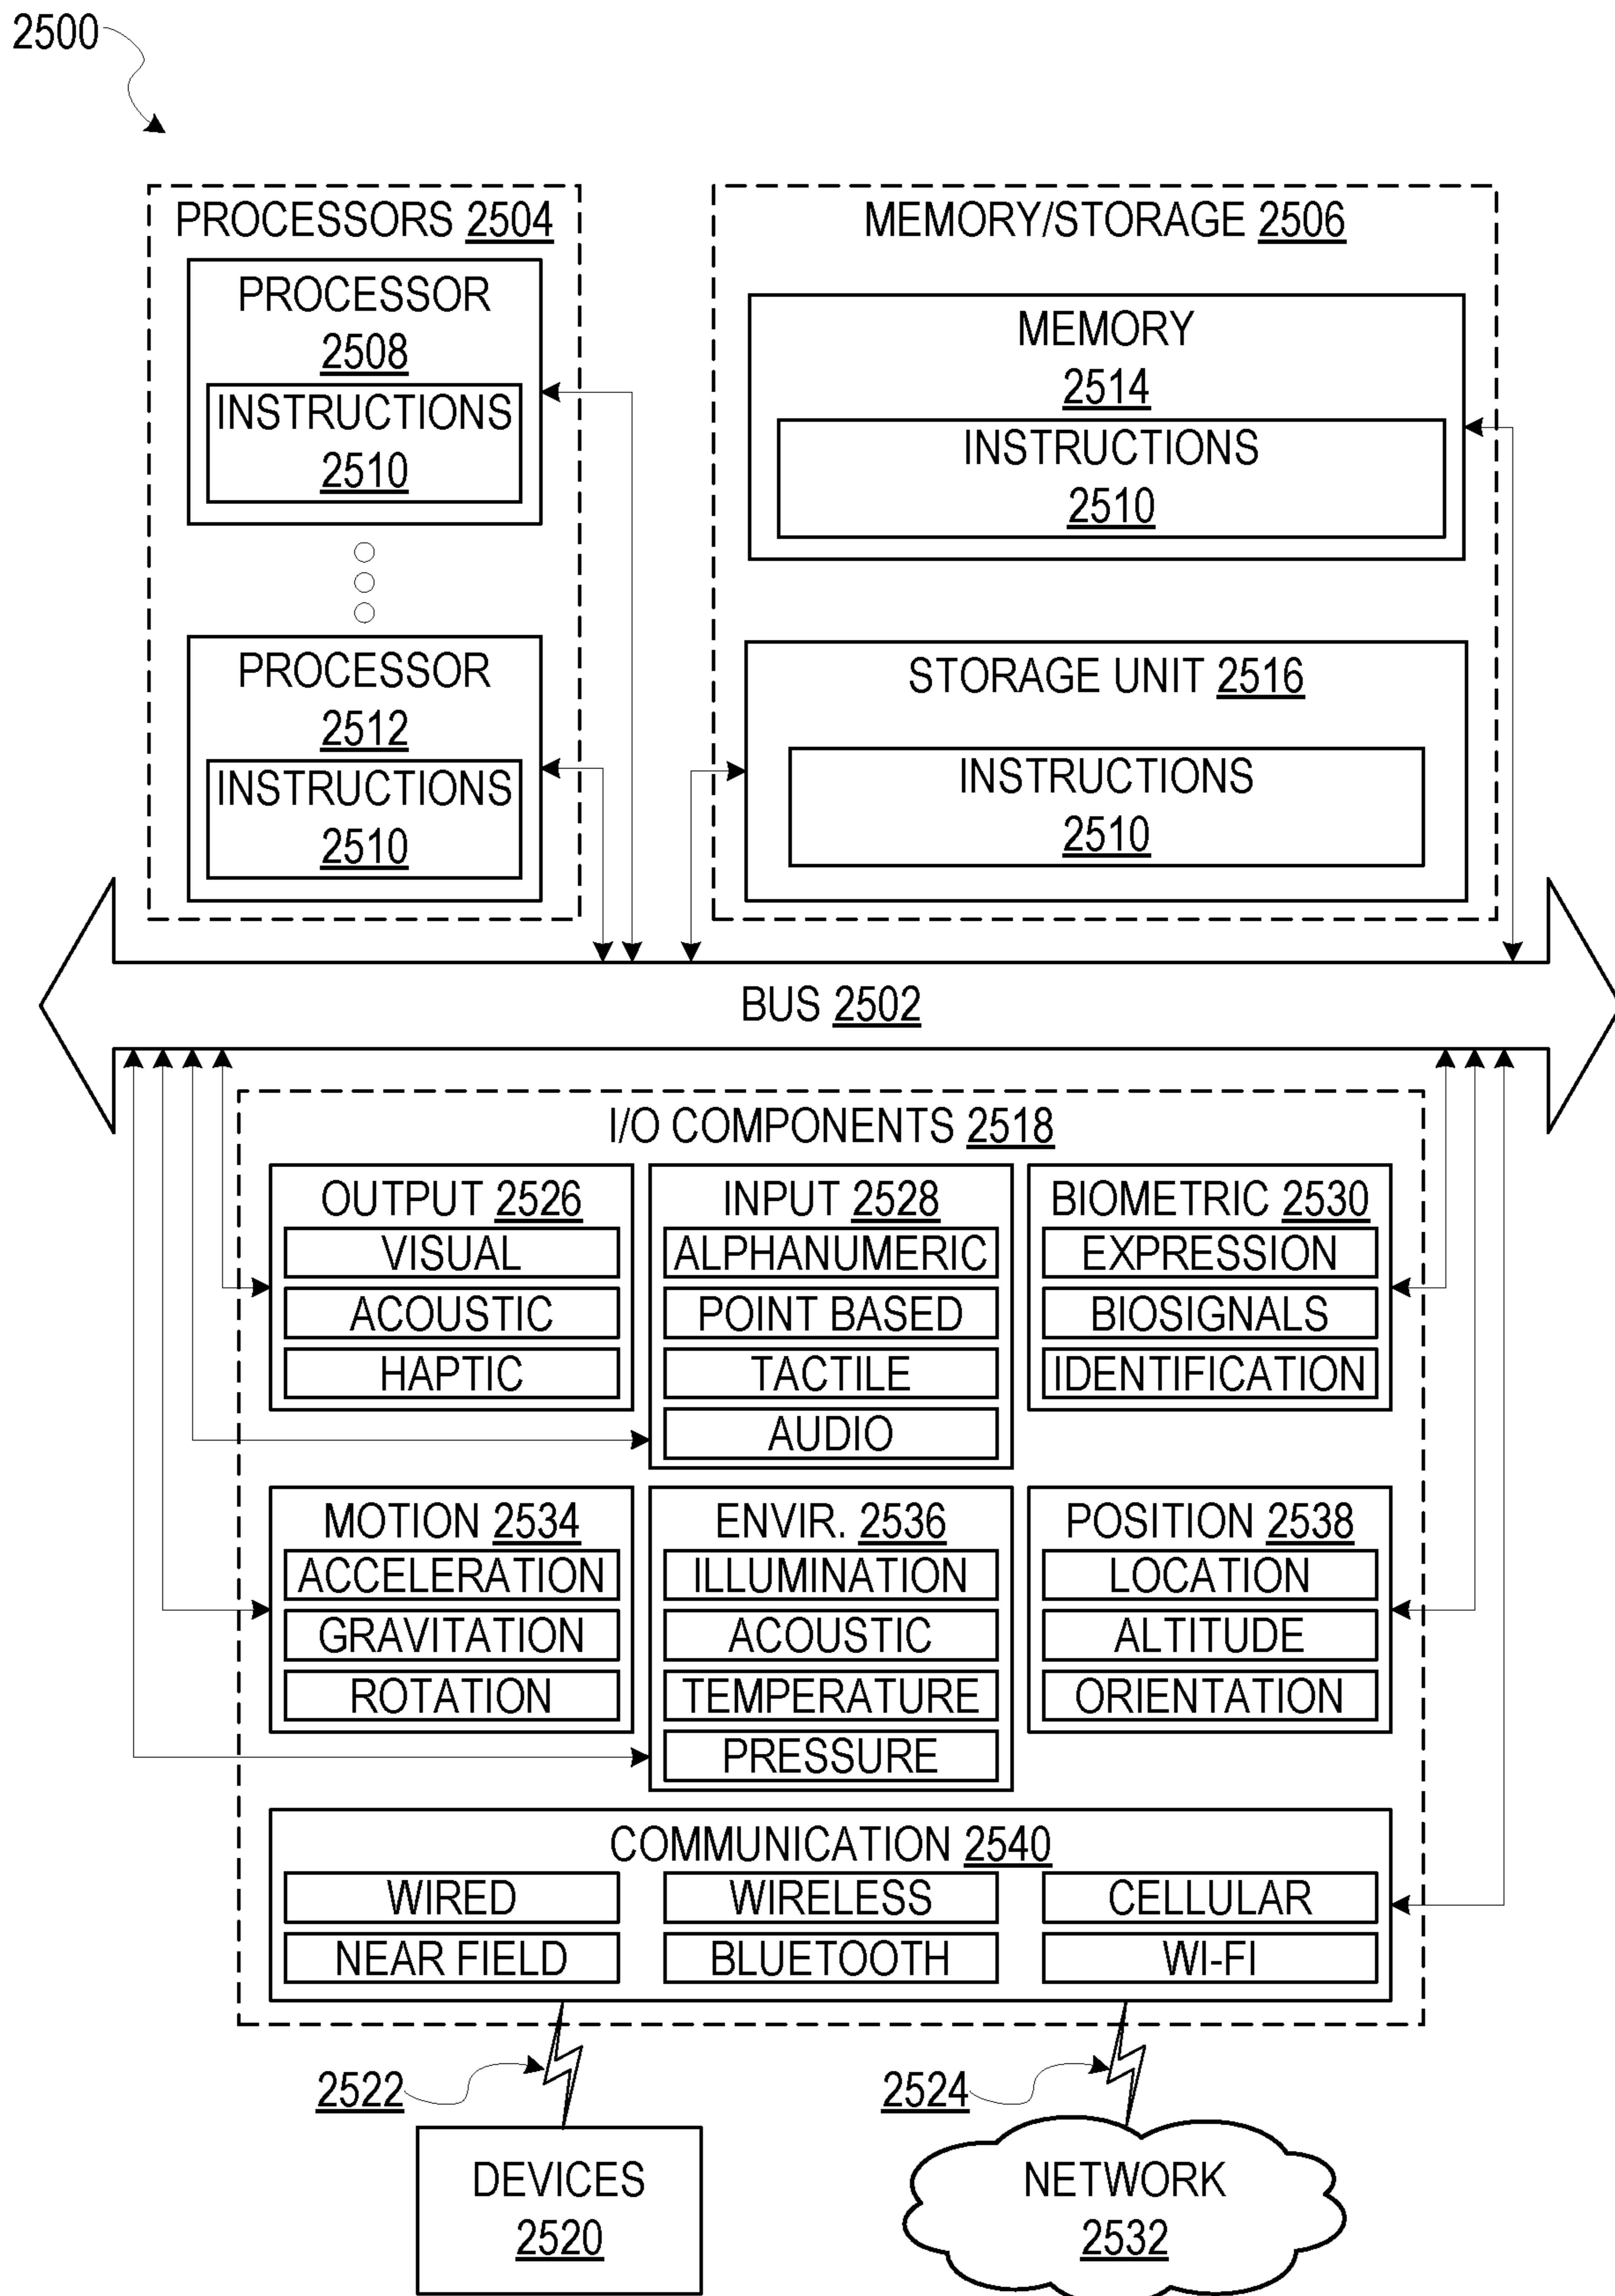 2500
PROCESSORS 2504
PROCESSOR
2508
INSTRUCTIONS
2510
PROCESSOR
2512
INSTRUCTIONS
2510
MEMORY/STORAGE 2506
MEMORY
2514
INSTRUCTIONS
2510
STORAGE UNIT 2516
INSTRUCTIONS
2510
BUS 2502
I/O COMPONENTS 2518
OUTPUT 2526
VISUAL
ACOUSTIC
HAPTIC
INPUT 2528
ALPHANUMERIC
POINT BASED
TACTILE
AUDIO
BIOMETRIC 2530
EXPRESSION
BIOSIGNALS
IDENTIFICATION
MOTION 2534
ACCELERATION
GRAVITATION
ROTATION
ENVIR. 2536
ILLUMINATION
ACOUSTIC
TEMPERATURE
PRESSURE
POSITION 2538
LOCATION
ALTITUDE
ORIENTATION
COMMUNICATION 2540
WIRED
WIRELESS
CELLULAR
NEAR FIELD
BLUETOOTH
WI-FI
2522
2524
DEVICES
2520
NETWORK
2532